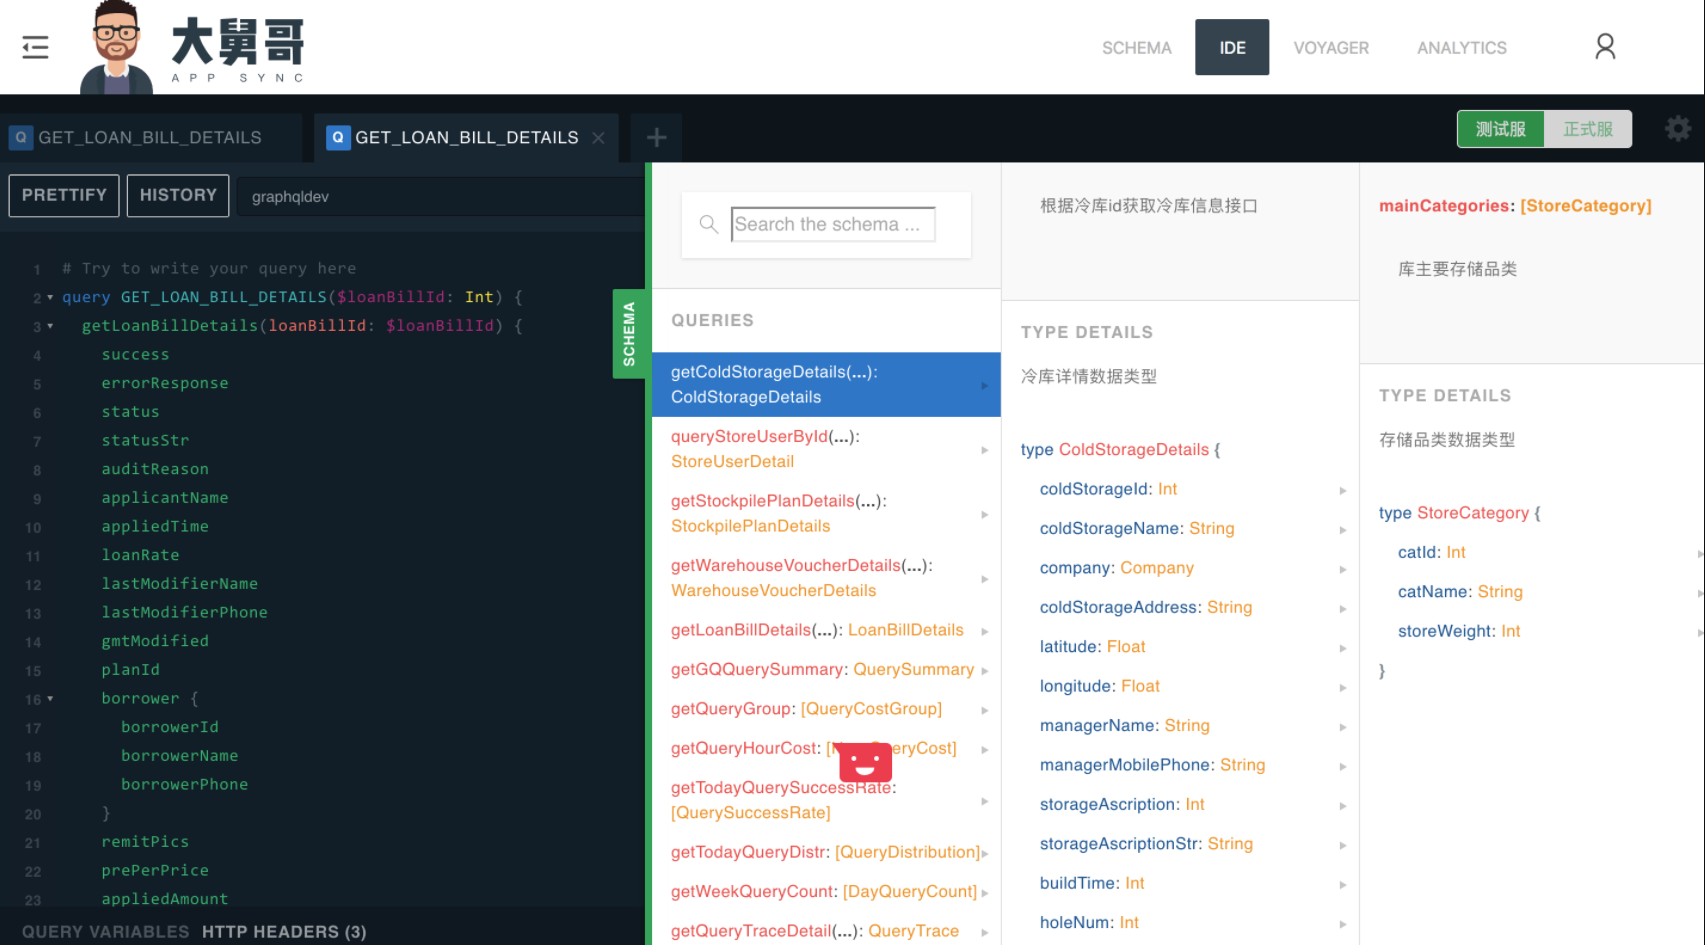 大舅哥
APP SYNC
SCHEMA
IDE
VOYAGER
ANALYTICS
Q GET_LOAN_BILL_DETAILS
Q GET_LOAN_BILL_DETAILS
测试服
正式服
PRETTIFY
HISTORY
graphqldev
1 # Try to write your query here
2 query GET_LOAN_BILL_DETAILS($loanBillId: Int) {
3 getLoanBillDetails(loanBillId: $loanBillId) {
4 success
5 errorResponse
6 status
7 statusStr
8 auditReason
9 applicantName
10 appliedTime
11 loanRate
12 lastModifierName
13 lastModifierPhone
14 gmtModified
15 planId
16 borrower {
17 borrowerId
18 borrowerName
19 borrowerPhone
20 }
21 remitPics
22 prePerPrice
23 appliedAmount
QUERY VARIABLES
HTTP HEADERS (3)
SCHEMA
Search the schema ...
QUERIES
getColdStorageDetails(...):
ColdStorageDetails
queryStoreUserById(...):
StoreUserDetail
getStockpilePlanDetails(...):
StockpilePlanDetails
getWarehouseVoucherDetails(...):
WarehouseVoucherDetails
getLoanBillDetails(...): LoanBillDetails
getGQQuerySummary: QuerySummary
getQueryGroup: [QueryCostGroup]
getQueryHourCost:
getTodayQuerySuccessRate:
[QuerySuccessRate]
getTodayQueryDistr: [QueryDistribution]
getWeekQueryCount: [DayQueryCount]
getQueryTraceDetail(...): QueryTrace
根据冷库id获取冷库信息接口
TYPE DETAILS
冷库详情数据类型
type ColdStorageDetails {
coldStorageId: Int
coldStorageName: String
company: Company
coldStorageAddress: String
latitude: Float
longitude: Float
managerName: String
managerMobilePhone: String
storageAscription: Int
storageAscriptionStr: String
buildTime: Int
holeNum: Int
mainCategories: [StoreCategory]
库主要存储品类
TYPE DETAILS
存储品类数据类型
type StoreCategory {
catId: Int
catName: String
storeWeight: Int
}